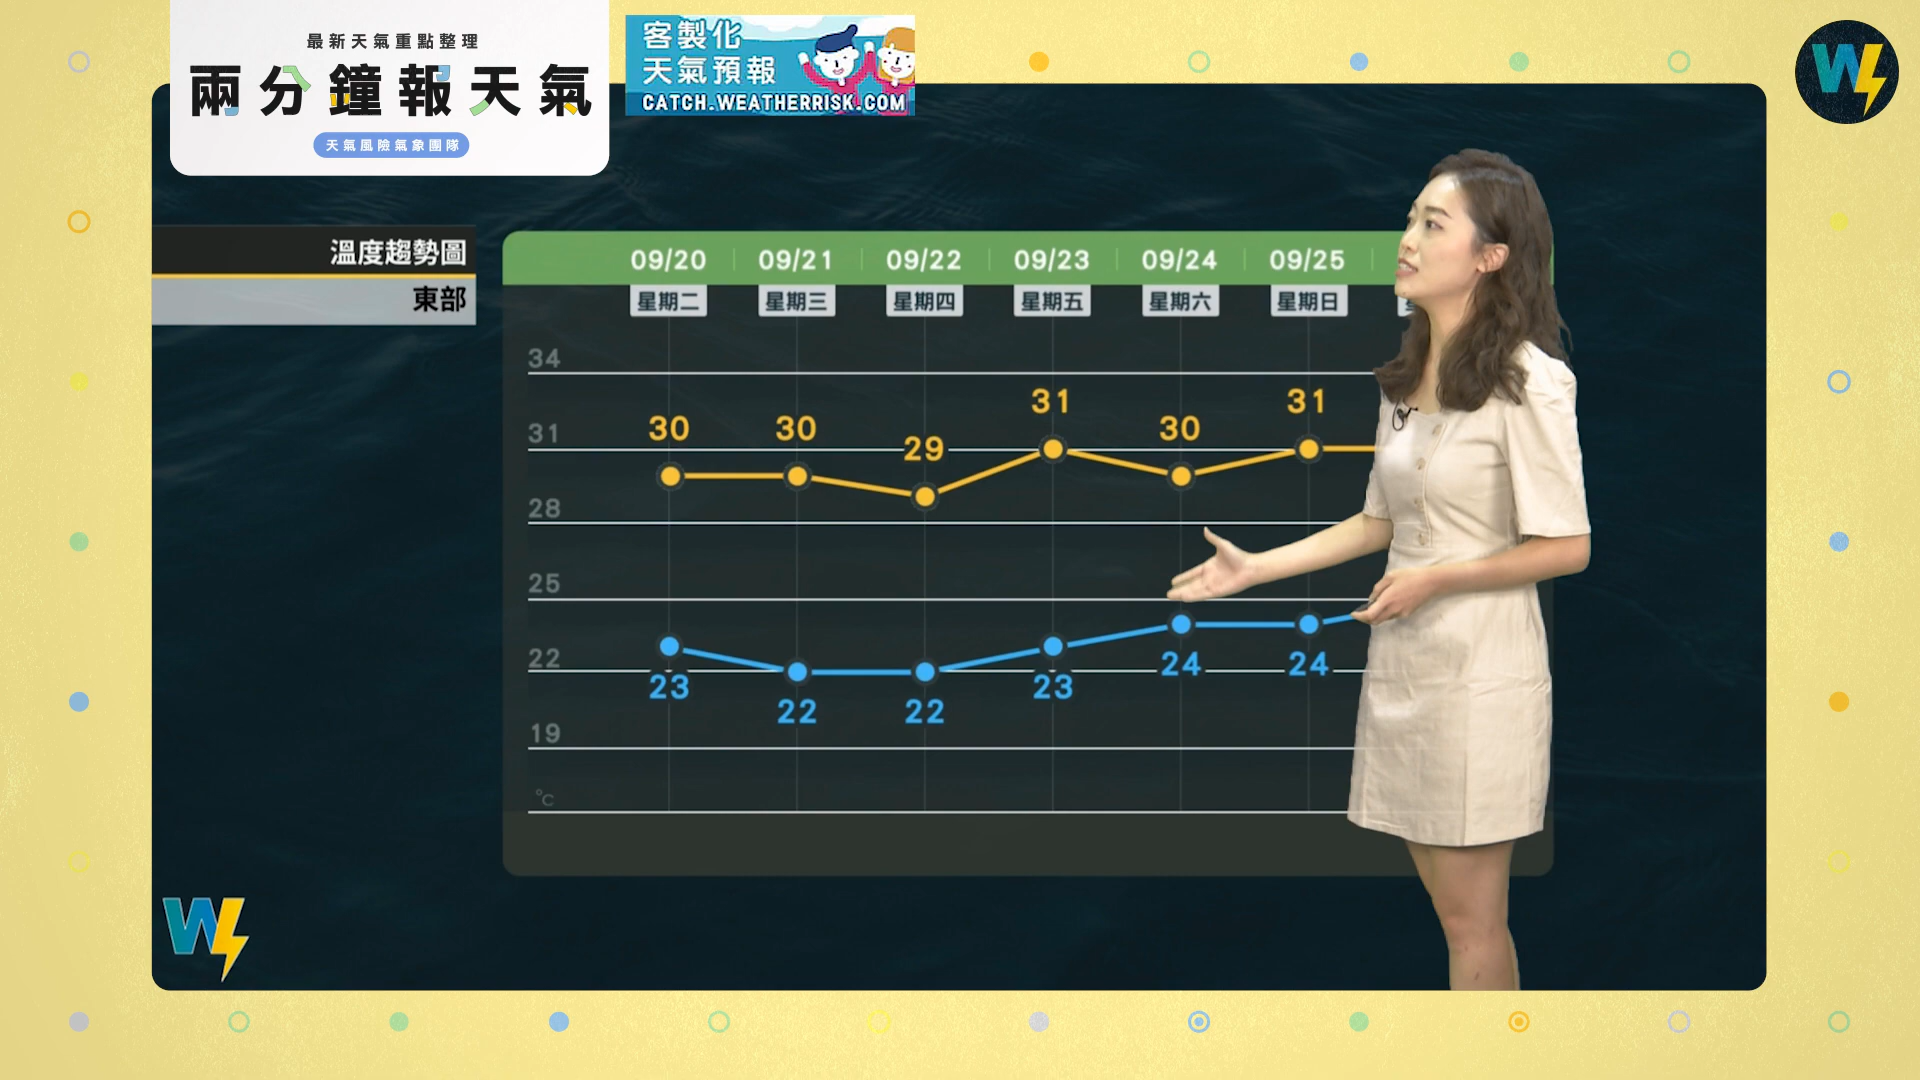 最新天氣重點整理
兩分鐘報天氣
天氣風險氣象團隊
客製化
天氣預報
CATCH.WEATHERRISK.COM
溫度趨勢圖
東部
09/20 09/21 09/22 09/23 09/24 09/25
星期二 星期三 星期四 星期五 星期六 星期日
34
31
28
25
22
19
°C
30 30 29 31 30 31
23 22 22 23 24 24